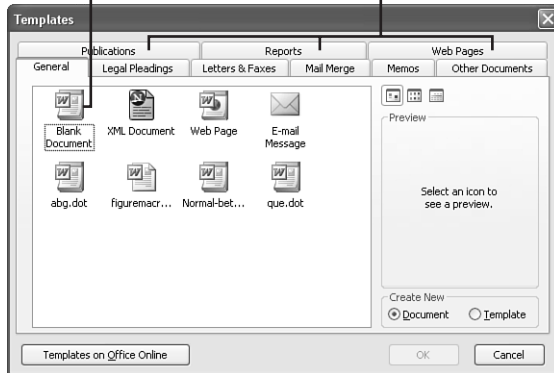 Templates
Publications Reports Web Pages
General Legal Pleadings Letters & Faxes Mail Merge Memos Other Documents
Blank Document XML Document Web Page E-mail Message
abg.dot figuremacr... Normal-bet... que.dot
Preview
Select an icon to
see a preview.
Create New
Document Template
Templates on Office Online OK Cancel